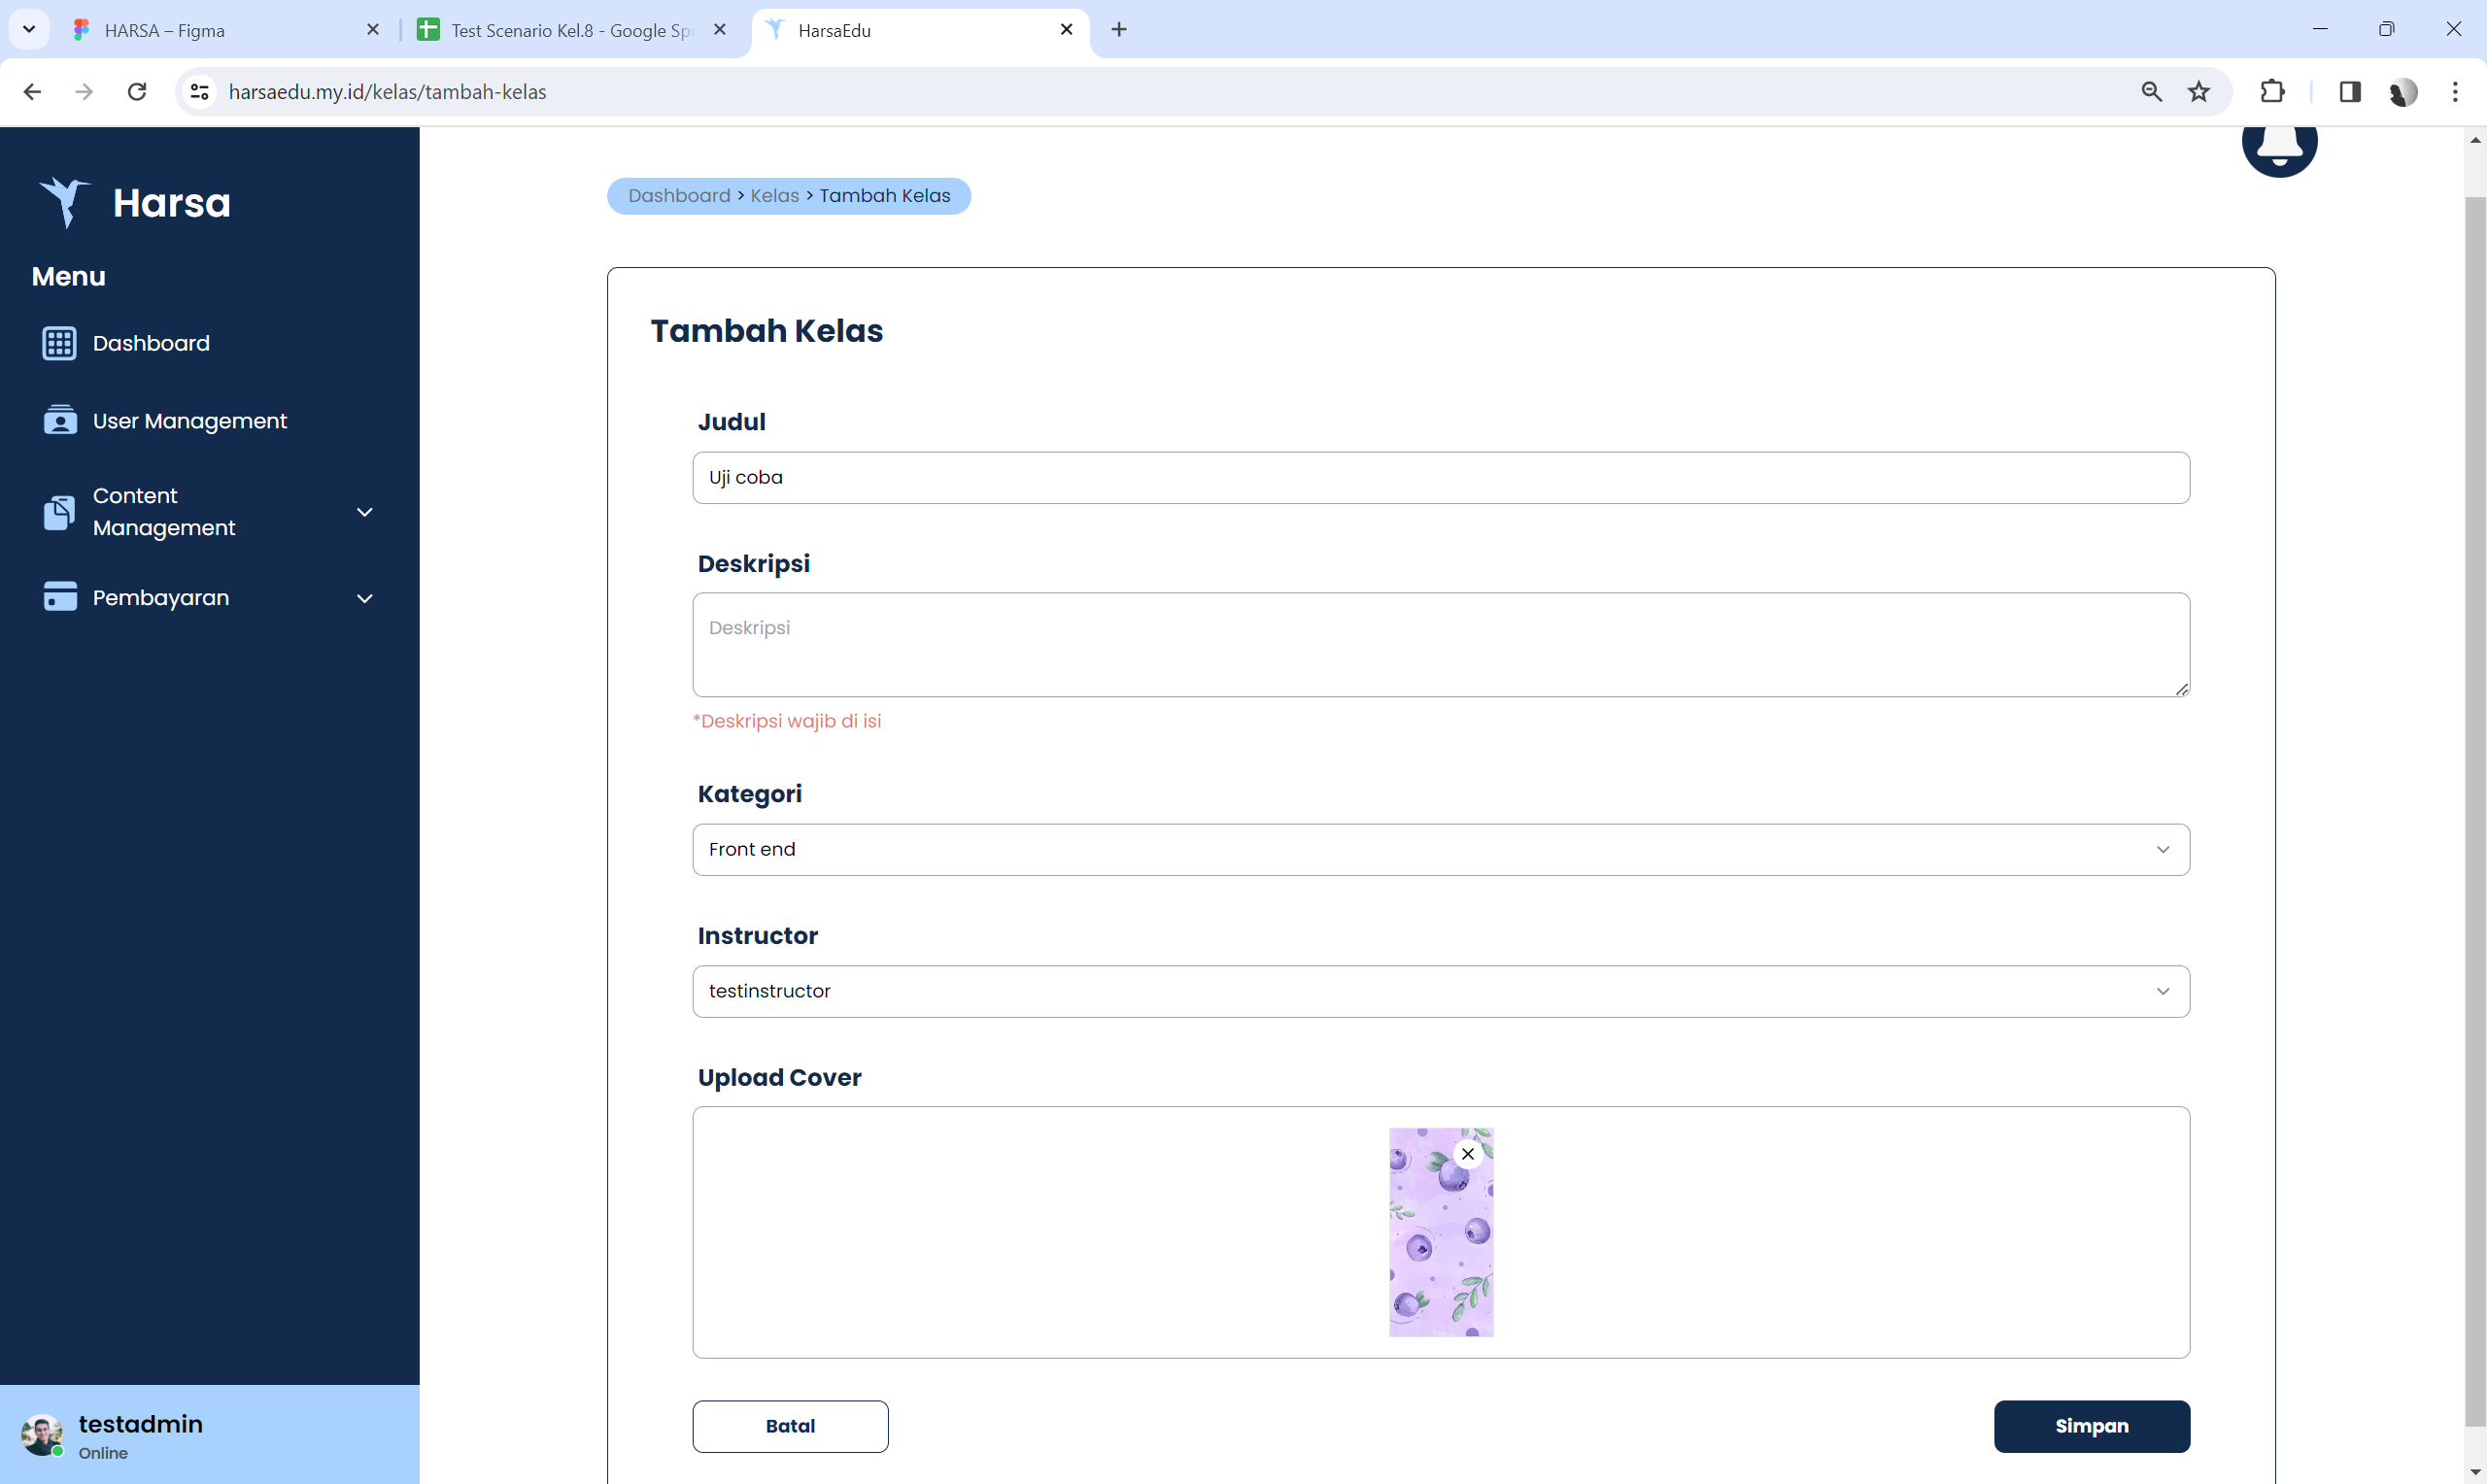 HARSA – Figma
Test Scenario Kel.8 - Google Spr
HarsaEdu
harsaedu.my.id/kelas/tambah-kelas
Harsa
Menu
Dashboard
User Management
Content
Management
Pembayaran
testadmin
Online
Dashboard > Kelas > Tambah Kelas
Tambah Kelas
Judul
Uji coba
Deskripsi
Deskripsi
*Deskripsi wajib di isi
Kategori
Front end
Instructor
testinstructor
Upload Cover
Batal
Simpan